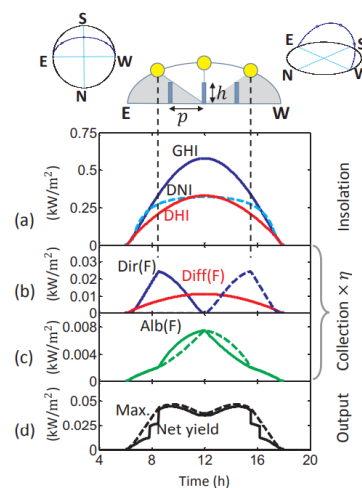 S
E
W
N
h
p
E
W
E
S
N
W
0.75
0.5
0.25
0
(kW/m²)
(a)
GHI
DNI
DHI
Insolation
0.03
0.02
0.01
0
(kW/m²)
(b)
Dir(F)
Diff(F)
0.008
0.004
0
(kW/m²)
(c)
Alb(F)
Collection × η
0.05
0
(kW/m²)
(d)
Max.
Net yield
Output
4 8 12 16 20
Time (h)